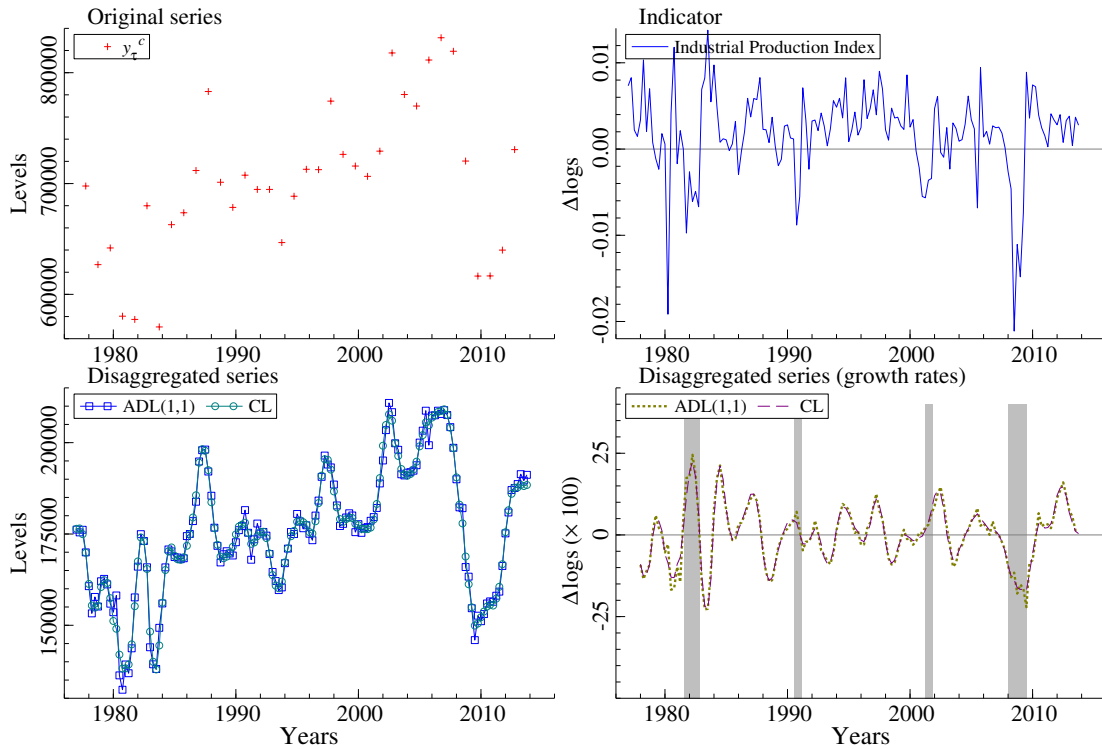 Original series
y_τ^c
Levels
800000
700000
600000
1980 1990 2000 2010
Indicator
Industrial Production Index
Δlogs
0.01
0.00
-0.01
-0.02
1980 1990 2000 2010
Disaggregated series
ADL(1,1) CL
Levels
200000
175000
150000
1980 1990 2000 2010
Years
Disaggregated series (growth rates)
ADL(1,1) CL
Δlogs (× 100)
25
0
-25
1980 1990 2000 2010
Years